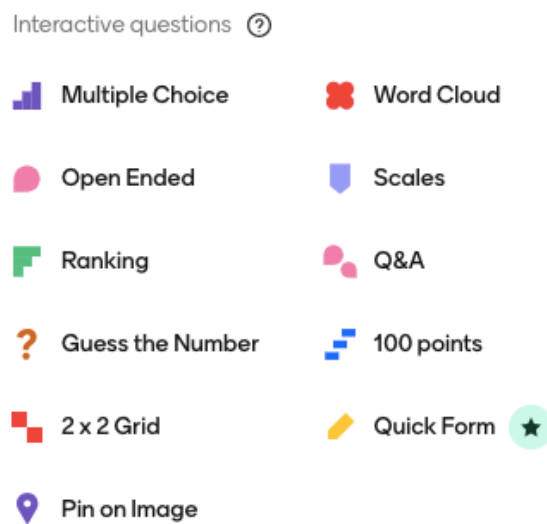 Interactive questions ?
Multiple Choice
Word Cloud
Open Ended
Scales
Ranking
Q&A
? Guess the Number
100 points
2 x 2 Grid
Quick Form
Pin on Image